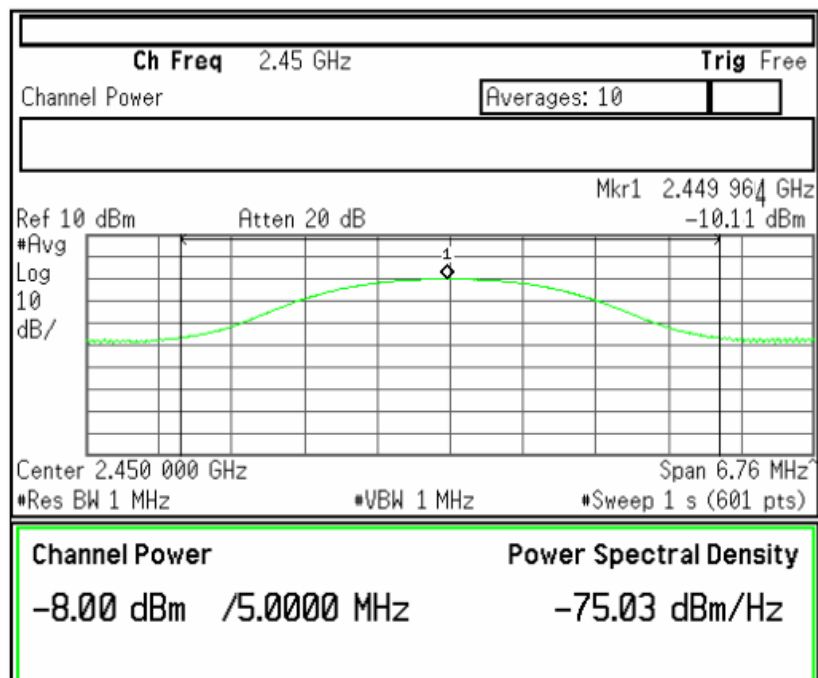 Ch Freq 2.45 GHz Trig Free
Channel Power Averages: 10
Mkr1 2.449 964 GHz
Ref 10 dBm Atten 20 dB -10.11 dBm
#Avg
Log
10
dB/
1
Center 2.450 000 GHz Span 6.76 MHz^
#Res BW 1 MHz #VBW 1 MHz #Sweep 1 s (601 pts)
Channel Power Power Spectral Density
-8.00 dBm /5.0000 MHz -75.03 dBm/Hz